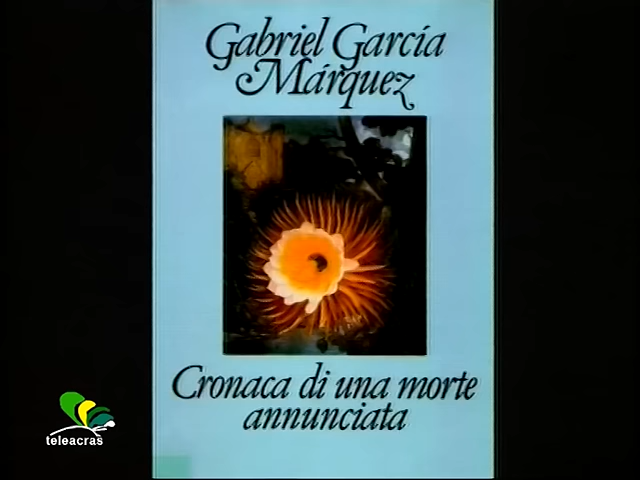 Gabriel García
Márquez
Cronaca di una morte
annunciata
teleacras